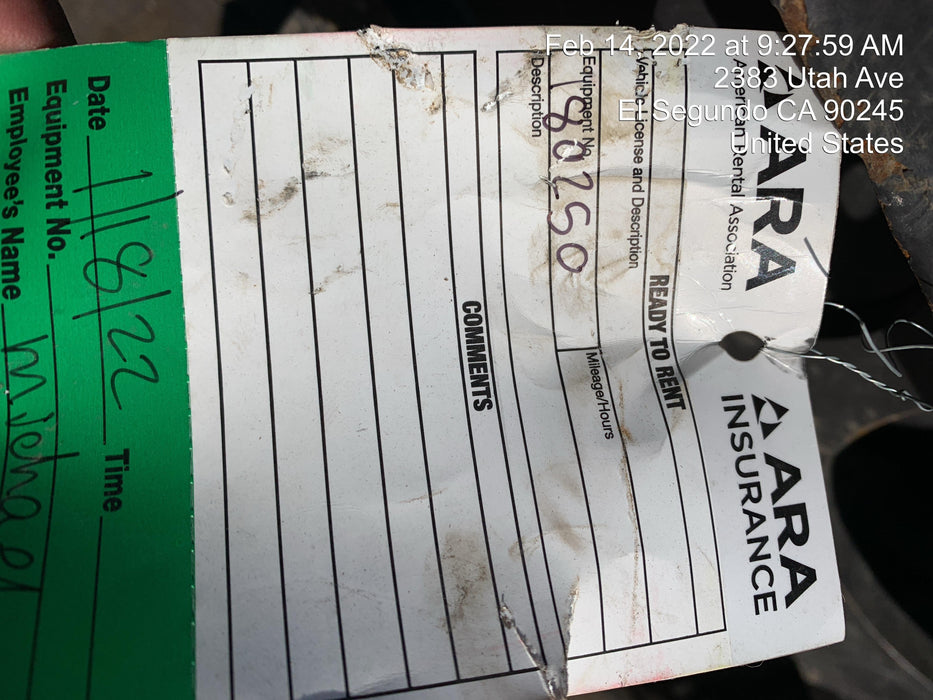 Feb 14, 2022 at 9:27:59 AM
2383 Utah Ave
El Segundo CA 90245
United States
ARA
American Rental Association
ARA
INSURANCE
READY TO RENT
Vehicle License and Description
Equipment No. 180250 Mileage/Hours
Description
COMMENTS
Date 1/18/22 Time
Equipment No.
Employee's Name Michael